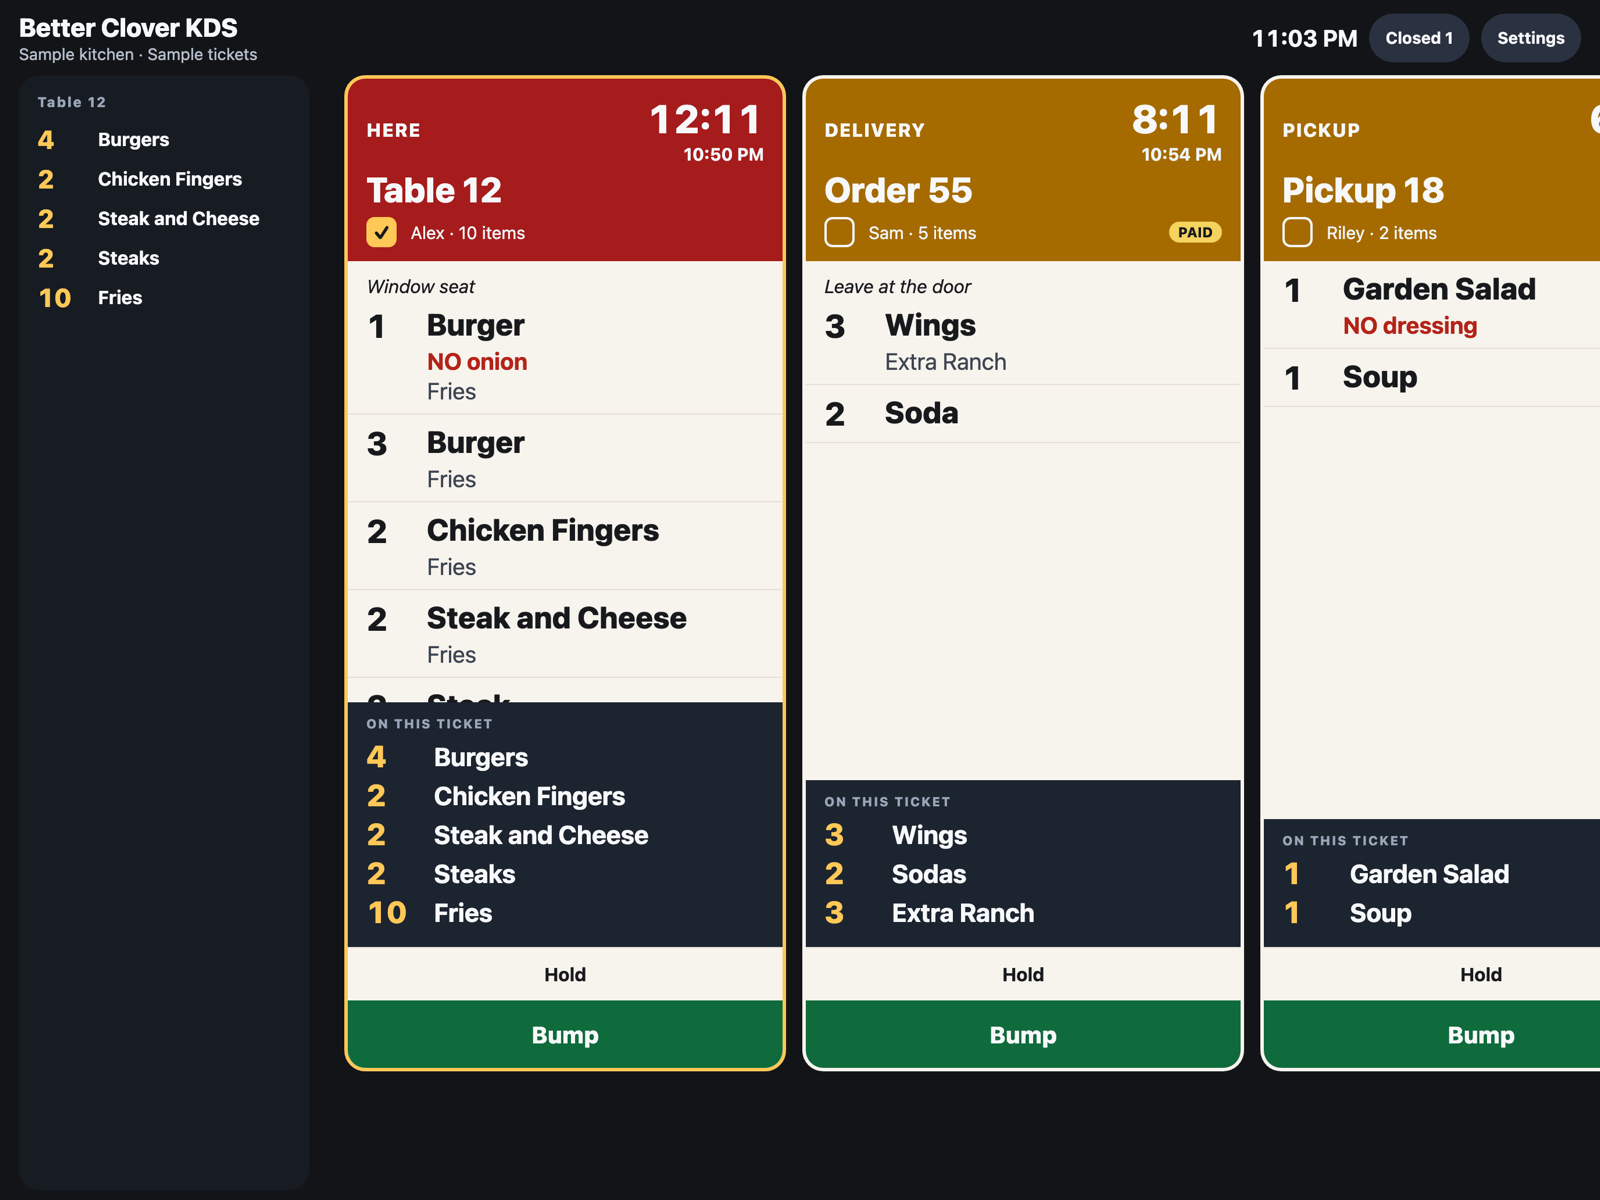 Better Clover KDS
Sample kitchen · Sample tickets
11:03 PM
Closed 1
Settings
Table 12
4 Burgers
2 Chicken Fingers
2 Steak and Cheese
2 Steaks
10 Fries
HERE
12:11
10:50 PM
Table 12
Alex · 10 items
Window seat
1 Burger
NO onion
Fries
3 Burger
Fries
2 Chicken Fingers
Fries
2 Steak and Cheese
Fries
2 Steak
ON THIS TICKET
4 Burgers
2 Chicken Fingers
2 Steak and Cheese
2 Steaks
10 Fries
Hold
Bump
DELIVERY
8:11
10:54 PM
Order 55
Sam · 5 items
PAID
Leave at the door
3 Wings
Extra Ranch
2 Soda
ON THIS TICKET
3 Wings
2 Sodas
3 Extra Ranch
Hold
Bump
PICKUP
Pickup 18
Riley · 2 items
1 Garden Salad
NO dressing
1 Soup
ON THIS TICKET
1 Garden Salad
1 Soup
Hold
Bump